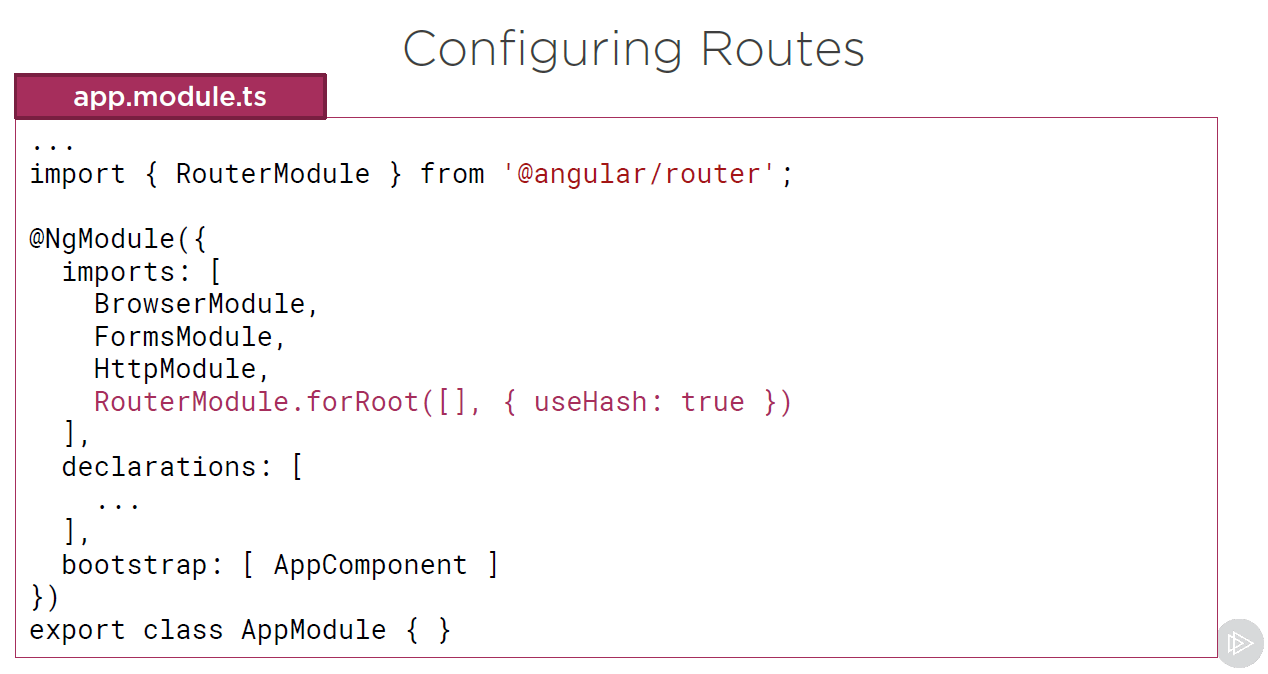 Configuring Routes
app.module.ts
...
import { RouterModule } from '@angular/router';
@NgModule({
  imports: [
    BrowserModule,
    FormsModule,
    HttpModule,
    RouterModule.forRoot([], { useHash: true })
  ],
  declarations: [
    ...
  ],
  bootstrap: [ AppComponent ]
})
export class AppModule { }